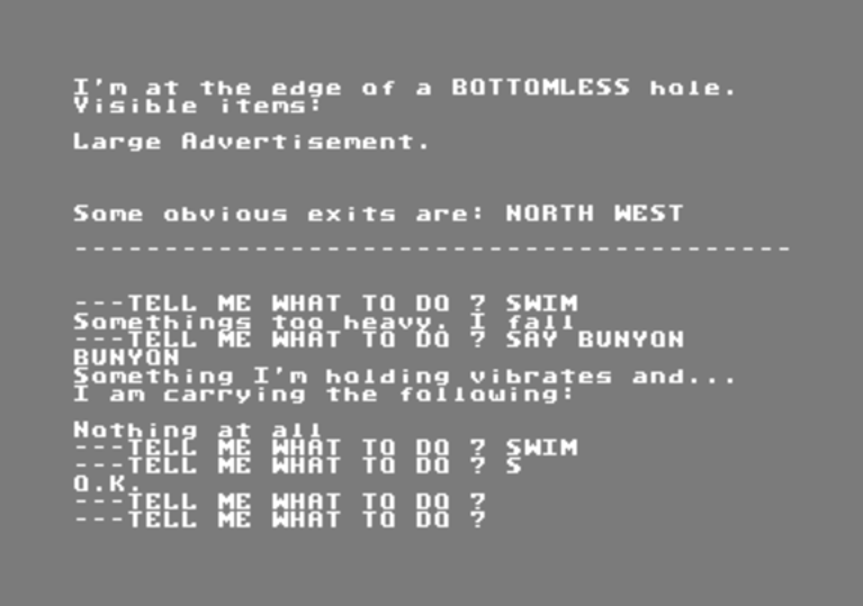 I'm at the edge of a BOTTOMLESS hole.
Visible items:
Large Advertisement.
Some obvious exits are: NORTH WEST
----------------------------------------
---TELL ME WHAT TO DO ? SWIM
Somethings too heavy. I fall
---TELL ME WHAT TO DO ? SAY BUNYON
BUNYON
Something I'm holding vibrates and...
I am carrying the following:
Nothing at all
---TELL ME WHAT TO DO ? SWIM
---TELL ME WHAT TO DO ? S
O.K.
---TELL ME WHAT TO DO ?
---TELL ME WHAT TO DO ?